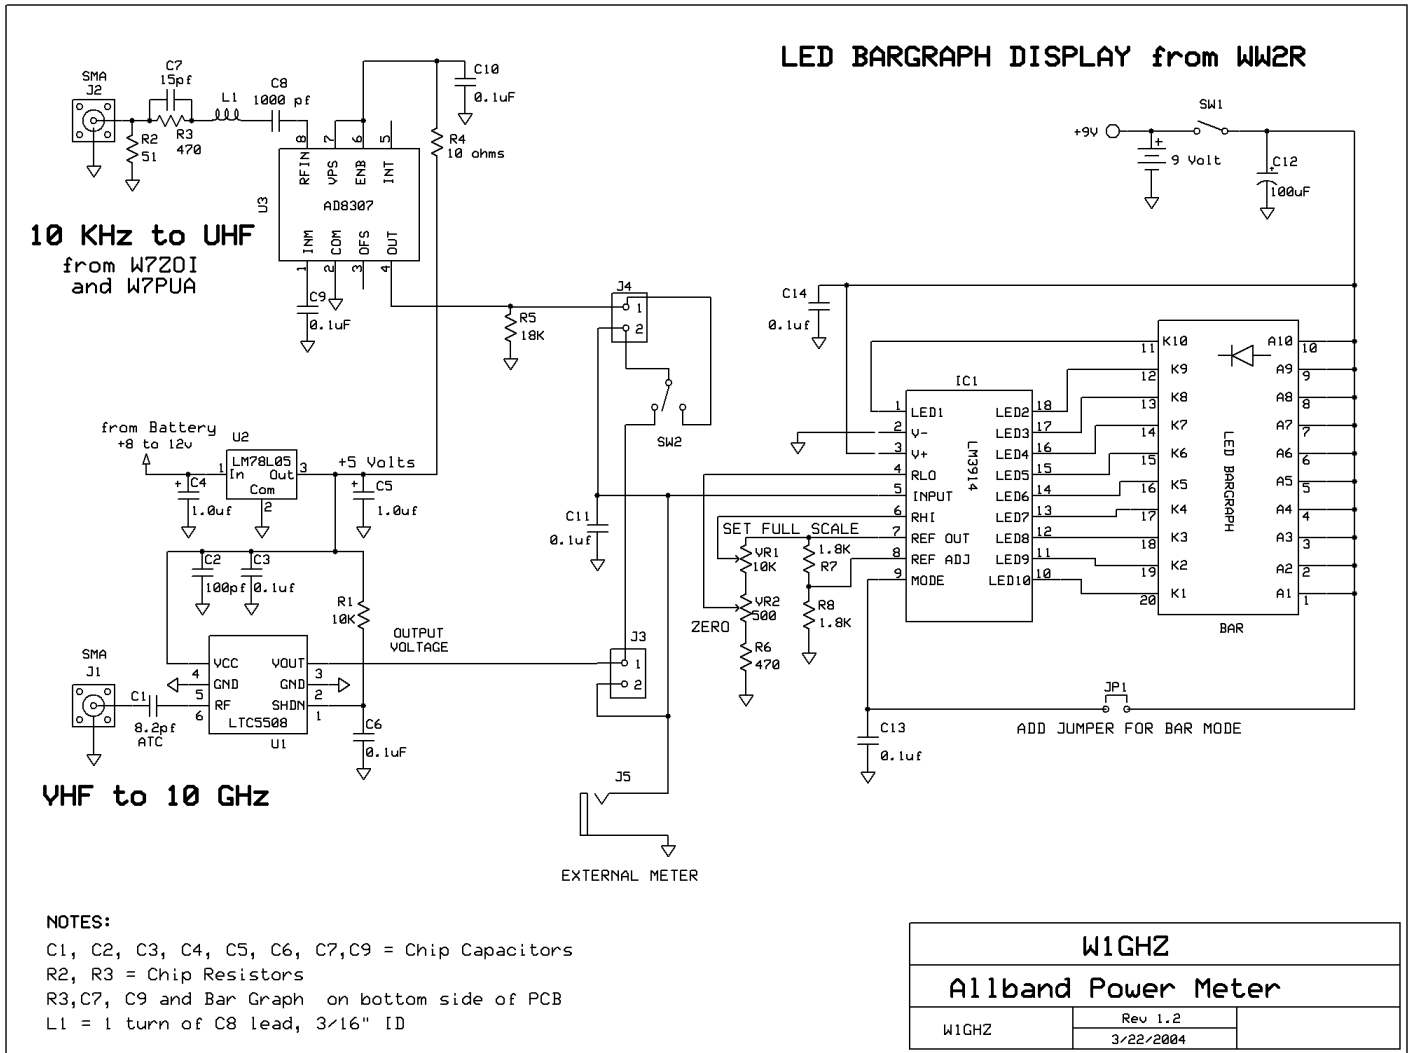 LED BARGRAPH DISPLAY from WW2R
SMA
J2
C7
15pf
L1
C8
1000 pf
R3
470
R2
51
C10
0.1uF
R4
10 ohms
8 7 6 5
RFIN VPS ENB INT
U3
AD8307
INM COM OFS OUT
1 2 3 4
10 KHz to UHF
from W7ZOI
and W7PUA
C9
0.1uF
R5
18K
J4
1
2
SW2
SW1
+9V
+
9 Volt
+
C12
100uF
C14
0.1uf
from Battery
+8 to 12v
U2
LM78L05
1 In Out 3
Com
2
+5 Volts
+ C4
1.0uf
+ C5
1.0uf
C2
100pf
C3
0.1uf
R1
10K
C11
0.1uf
OUTPUT
VOLTAGE
SMA
J1
C1
8.2pf
ATC
VCC VOUT
4 3
GND GND
5 2
RF SHDN
6 1
LTC5508
U1
C6
0.1uF
VHF to 10 GHz
J3
1
2
J5
EXTERNAL METER
SET FULL SCALE
VR1
10K
1.8K
R7
VR2
500
ZERO
R8
1.8K
R6
470
IC1
LM3914
1 LED1 LED2 18
2 V- LED3 17
3 V+ LED4 16
4 RLO LED5 15
5 INPUT LED6 14
6 RHI LED7 13
7 REF OUT LED8 12
8 REF ADJ LED9 11
9 MODE LED10 10
LED BARGRAPH
11 K10 A10 10
12 K9 A9 9
13 K8 A8 8
14 K7 A7 7
15 K6 A6 6
16 K5 A5 5
17 K4 A4 4
18 K3 A3 3
19 K2 A2 2
20 K1 A1 1
BAR
JP1
ADD JUMPER FOR BAR MODE
C13
0.1uf
NOTES:
C1, C2, C3, C4, C5, C6, C7,C9 = Chip Capacitors
R2, R3 = Chip Resistors
R3,C7, C9 and Bar Graph on bottom side of PCB
L1 = 1 turn of C8 lead, 3/16" ID
W1GHZ
Allband Power Meter
W1GHZ
Rev 1.2
3/22/2004